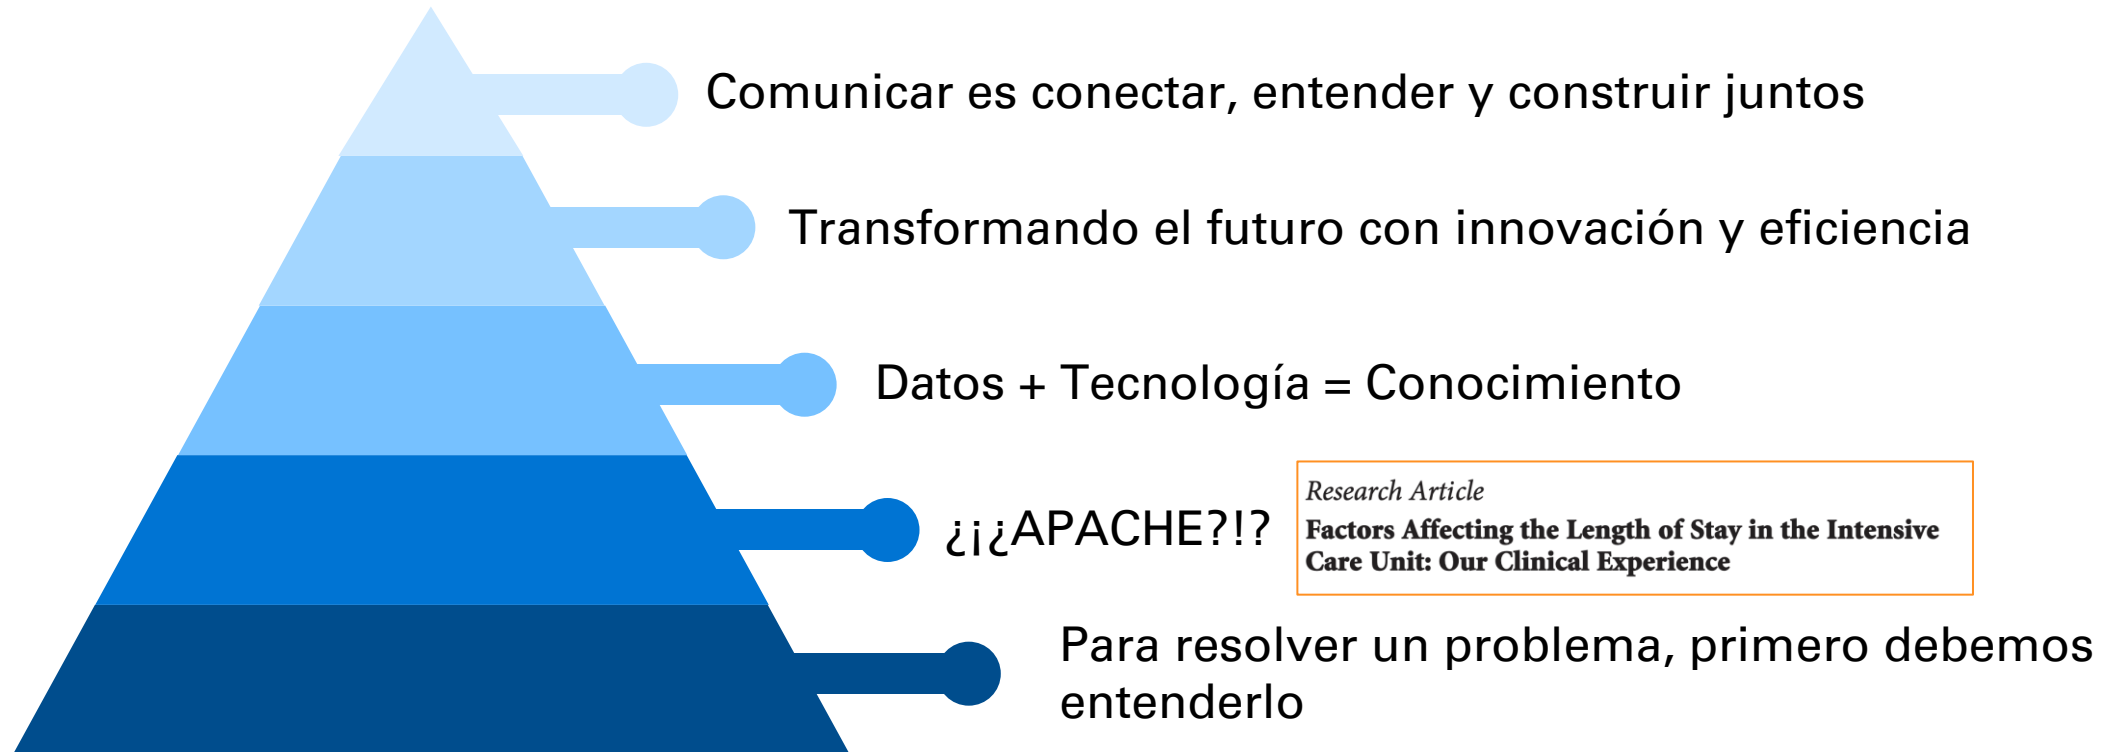 Comunicar es conectar, entender y construir juntos
Transformando el futuro con innovación y eficiencia
Datos + Tecnología = Conocimiento
¿¡¿APACHE?!?
Research Article
Factors Affecting the Length of Stay in the Intensive
Care Unit: Our Clinical Experience
Para resolver un problema, primero debemos
entenderlo